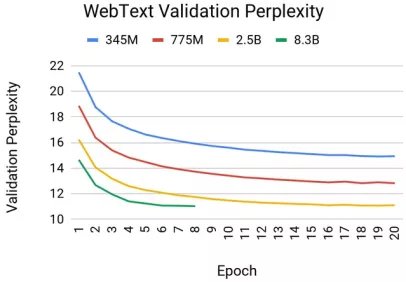 WebText Validation Perplexity
345M 775M 2.5B 8.3B
Validation Perplexity
22
20
18
16
14
12
10
1 2 3 4 5 6 7 8 9 10 11 12 13 14 15 16 17 18 19 20
Epoch